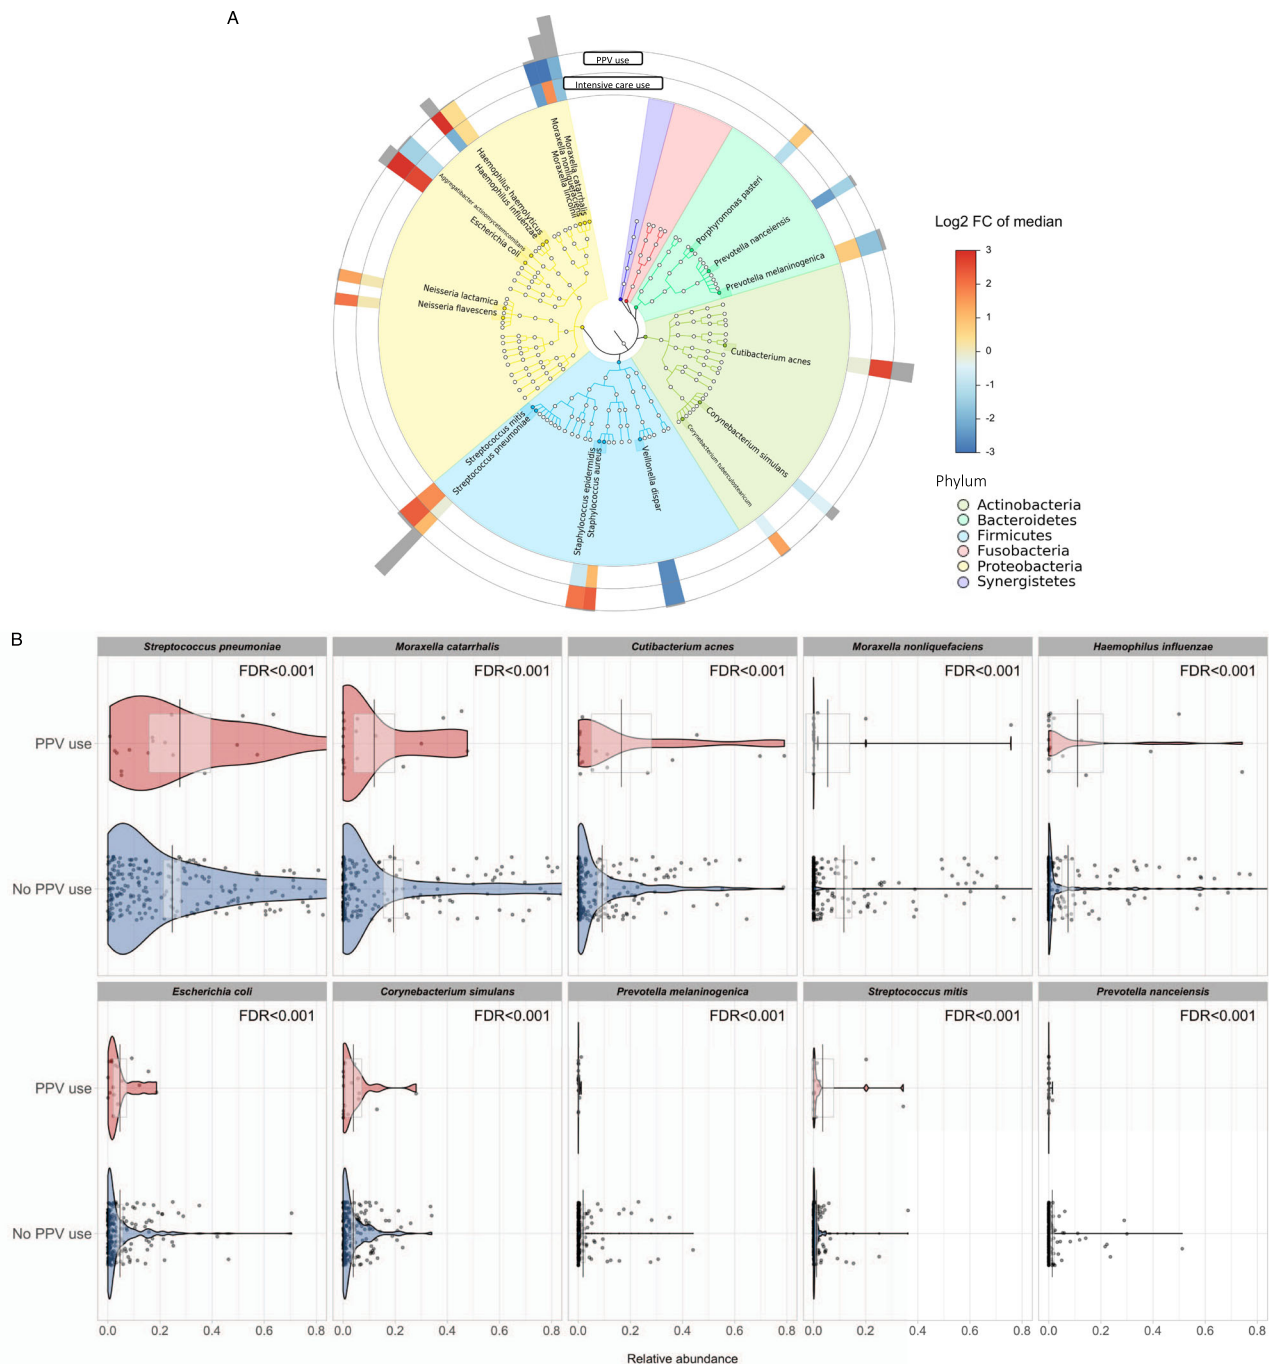 A
PPV use
Intensive care use
Moraxella catarrhalis
Moraxella nonliquefaciens
Moraxella lincolnii
Haemophilus haemolyticus
Haemophilus influenzae
Aggregatibacter actinomycetemcomitans
Escherichia coli
Neisseria lactamica
Neisseria flavescens
Streptococcus mitis
Streptococcus pneumoniae
Staphylococcus epidermidis
Staphylococcus aureus
Veillonella dispar
Corynebacterium tuberculostearicum
Corynebacterium simulans
Cutibacterium acnes
Prevotella melaninogenica
Prevotella nanceiensis
Porphyromonas pasteri
Log2 FC of median
3
2
1
0
-1
-2
-3
Phylum
Actinobacteria
Bacteroidetes
Firmicutes
Fusobacteria
Proteobacteria
Synergistetes
B
Streptococcus pneumoniae
Moraxella catarrhalis
Cutibacterium acnes
Moraxella nonliquefaciens
Haemophilus influenzae
FDR<0.001
FDR<0.001
FDR<0.001
FDR<0.001
FDR<0.001
PPV use
No PPV use
Escherichia coli
Corynebacterium simulans
Prevotella melaninogenica
Streptococcus mitis
Prevotella nanceiensis
FDR<0.001
FDR<0.001
FDR<0.001
FDR<0.001
FDR<0.001
PPV use
No PPV use
0.0 0.2 0.4 0.6 0.8
0.0 0.2 0.4 0.6 0.8
0.0 0.2 0.4 0.6 0.8
0.0 0.2 0.4 0.6 0.8
0.0 0.2 0.4 0.6 0.8
Relative abundance